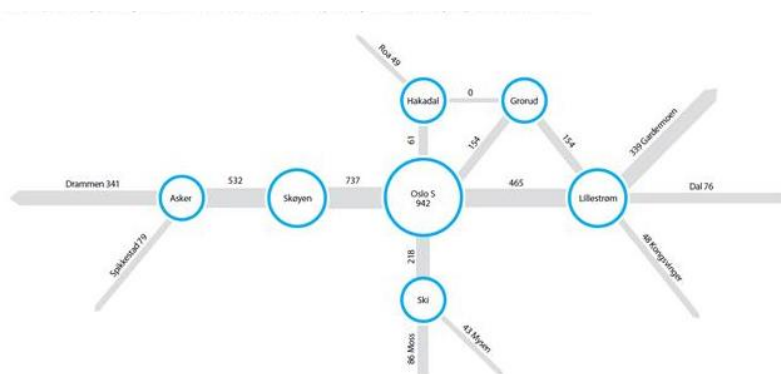 Roa 49
Hakadal
0
Grorud
61
154
154
339 Gardermoen
Drammen 341
Asker
532
Skøyen
737
Oslo S
942
465
Lillestrøm
Dal 76
Spikkestad 79
218
48 Kongsvinger
Ski
86 Moss
43 Mysen